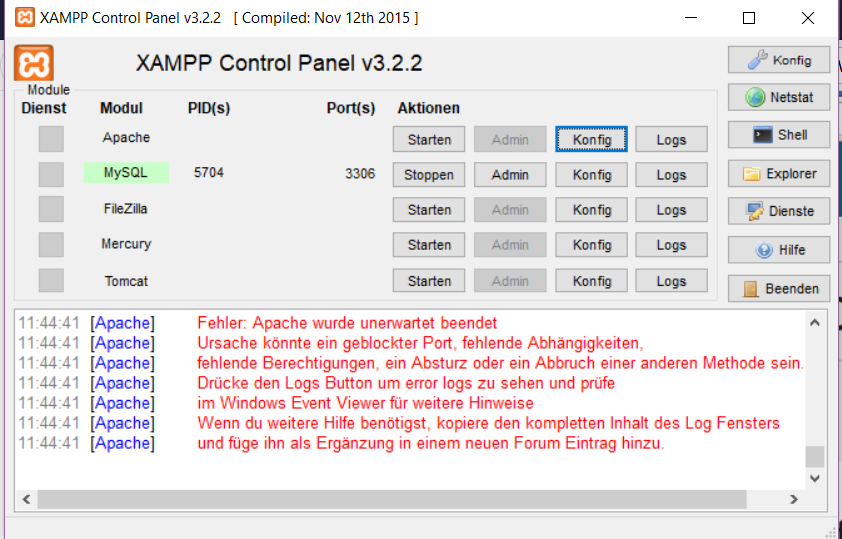 XAMPP Control Panel v3.2.2 [ Compiled: Nov 12th 2015 ]
XAMPP Control Panel v3.2.2
Konfig
Module
Dienst Modul PID(s) Port(s) Aktionen
Netstat
Apache Starten Admin Konfig Logs
Shell
MySQL 5704 3306 Stoppen Admin Konfig Logs
Explorer
FileZilla Starten Admin Konfig Logs
Dienste
Mercury Starten Admin Konfig Logs
Hilfe
Tomcat Starten Admin Konfig Logs
Beenden
11:44:41 [Apache] Fehler: Apache wurde unerwartet beendet
11:44:41 [Apache] Ursache könnte ein geblockter Port, fehlende Abhängigkeiten,
11:44:41 [Apache] fehlende Berechtigungen, ein Absturz oder ein Abbruch einer anderen Methode sein.
11:44:41 [Apache] Drücke den Logs Button um error logs zu sehen und prüfe
11:44:41 [Apache] im Windows Event Viewer für weitere Hinweise
11:44:41 [Apache] Wenn du weitere Hilfe benötigst, kopiere den kompletten Inhalt des Log Fensters
11:44:41 [Apache] und füge ihn als Ergänzung in einem neuen Forum Eintrag hinzu.